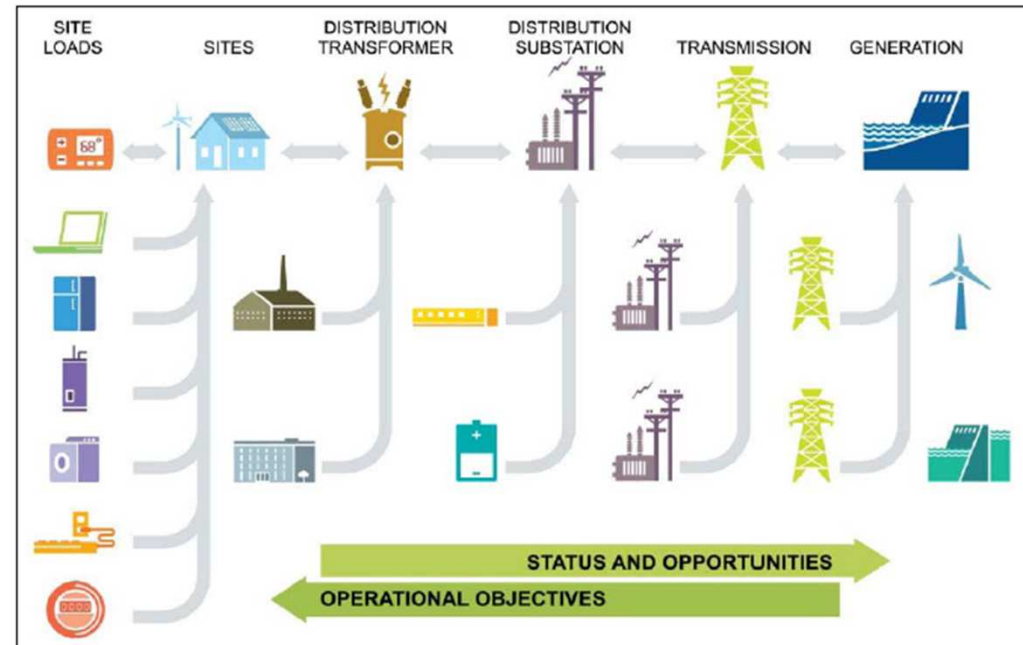 SITE
LOADS
SITES
DISTRIBUTION
TRANSFORMER
DISTRIBUTION
SUBSTATION
TRANSMISSION
GENERATION
68°
STATUS AND OPPORTUNITIES
OPERATIONAL OBJECTIVES